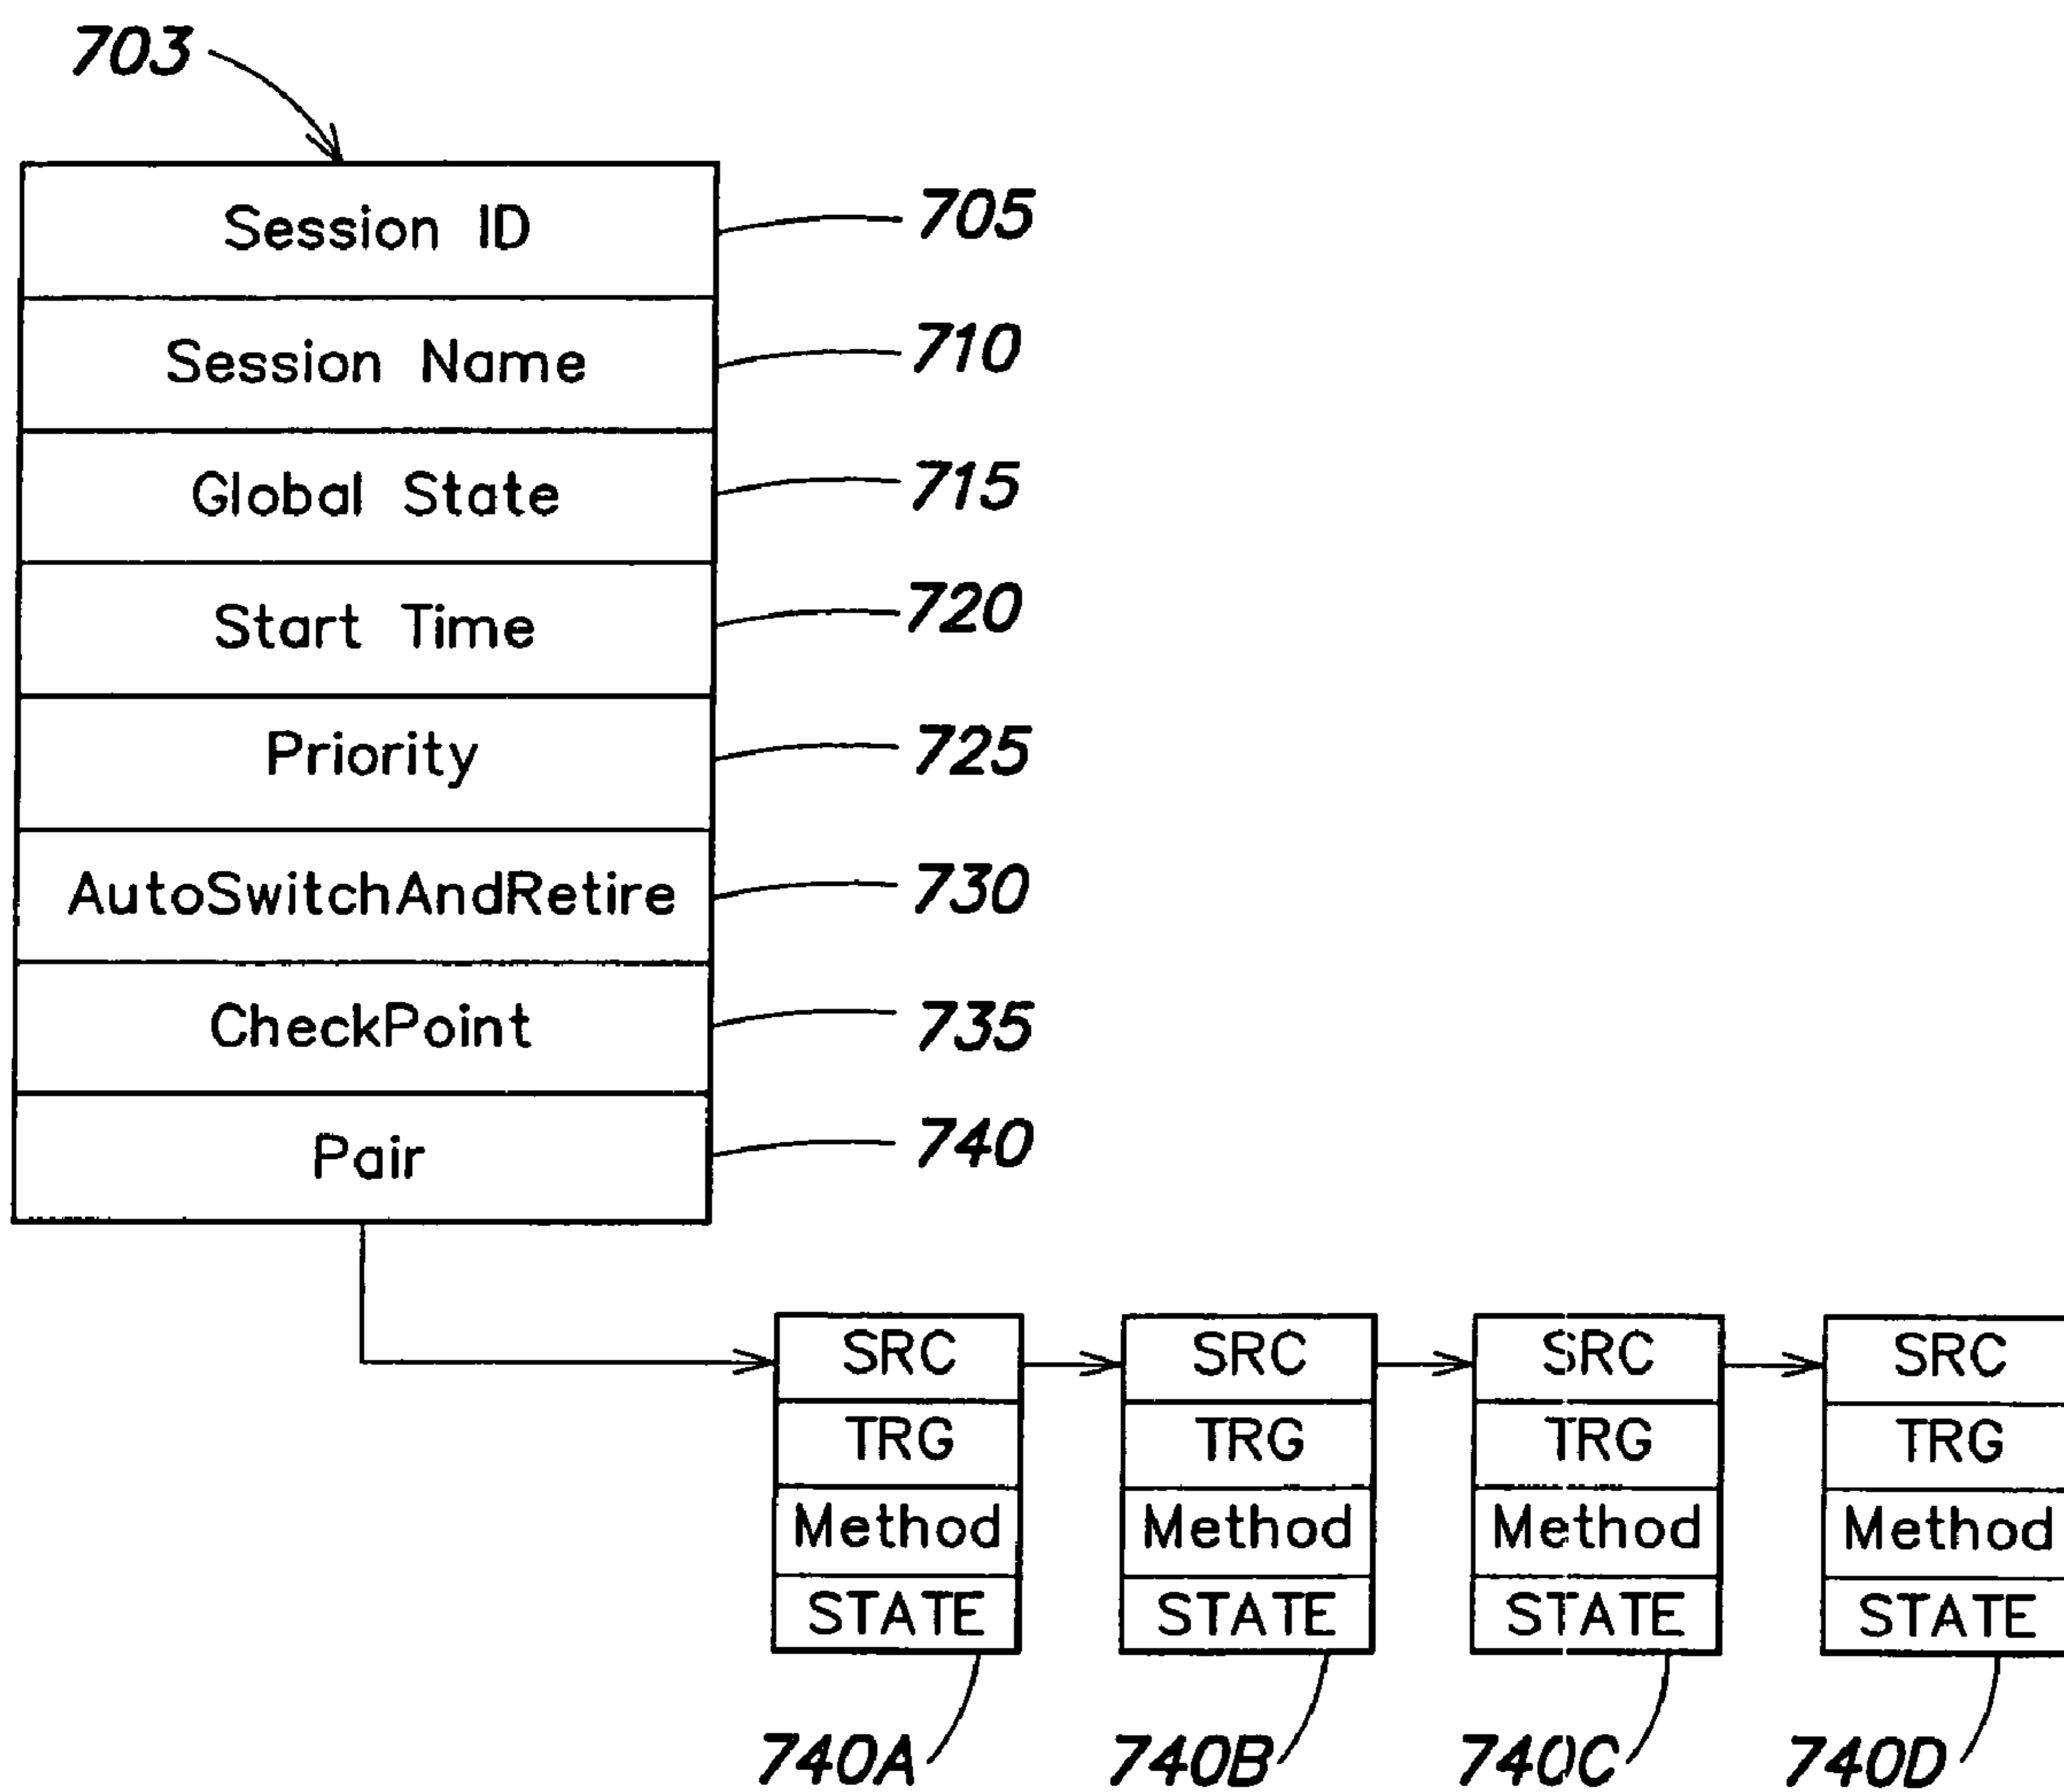 703
Session ID 705
Session Name 710
Global State 715
Start Time 720
Priority 725
AutoSwitchAndRetire 730
CheckPoint 735
Pair 740
SRC SRC SRC SRC
TRG TRG TRG TRG
Method Method Method Method
STATE STATE STATE STATE
740A 740B 740C 740D